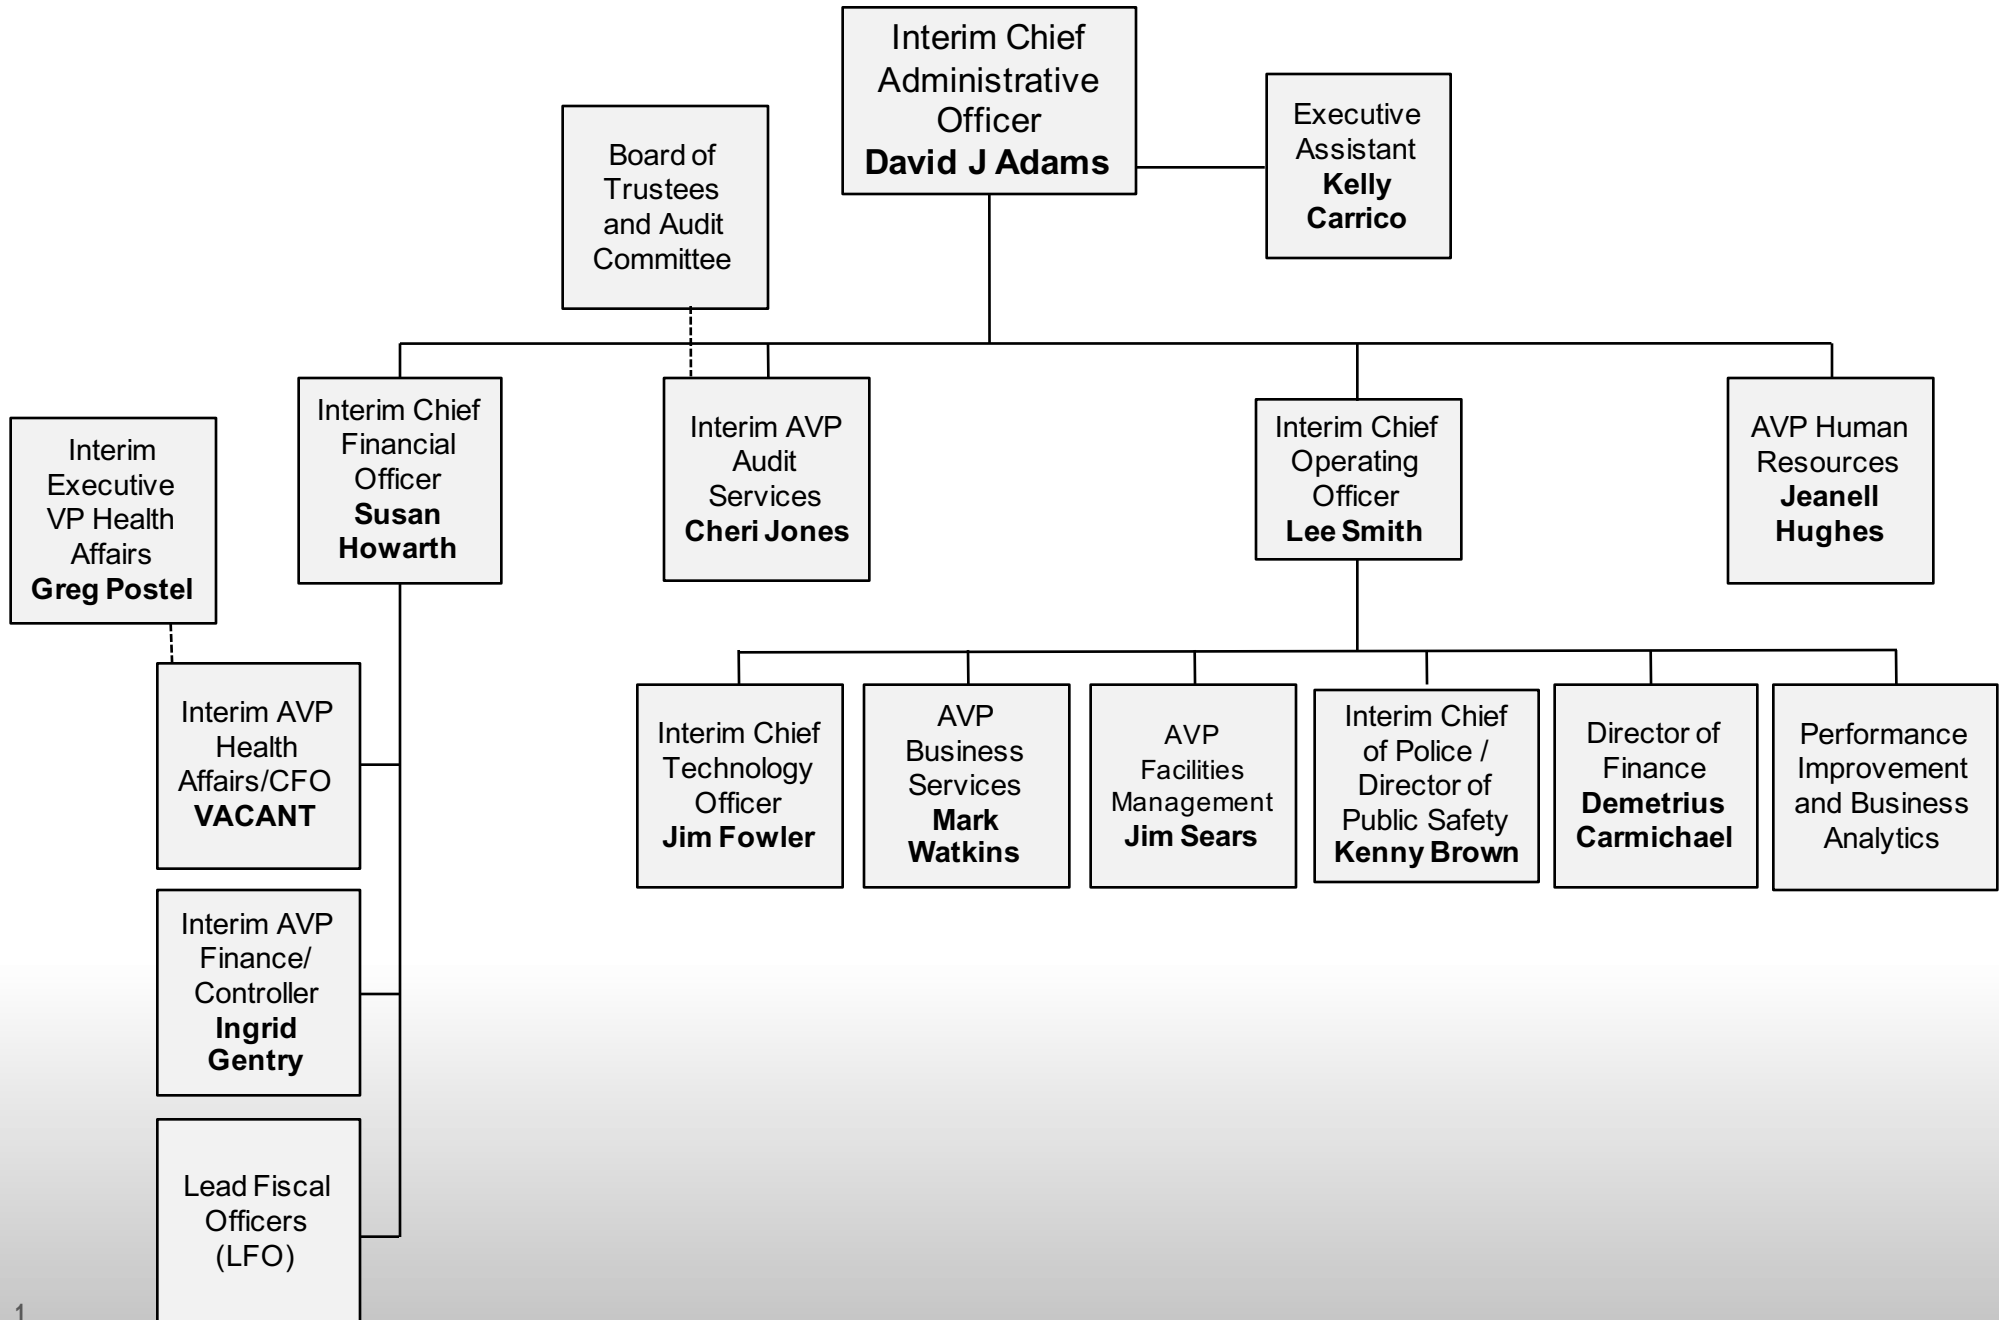 Interim Chief
Administrative
Officer
David J Adams
Executive
Assistant
Kelly
Carrico
Board of
Trustees
and Audit
Committee
Interim
Executive
VP Health
Affairs
Greg Postel
Interim Chief
Financial
Officer
Susan
Howarth
Interim AVP
Audit
Services
Cheri Jones
Interim Chief
Operating
Officer
Lee Smith
AVP Human
Resources
Jeanell
Hughes
Interim AVP
Health
Affairs/CFO
VACANT
Interim AVP
Finance/
Controller
Ingrid
Gentry
Lead Fiscal
Officers
(LFO)
Interim Chief
Technology
Officer
Jim Fowler
AVP
Business
Services
Mark
Watkins
AVP
Facilities
Management
Jim Sears
Interim Chief
of Police /
Director of
Public Safety
Kenny Brown
Director of
Finance
Demetrius
Carmichael
Performance
Improvement
and Business
Analytics
1